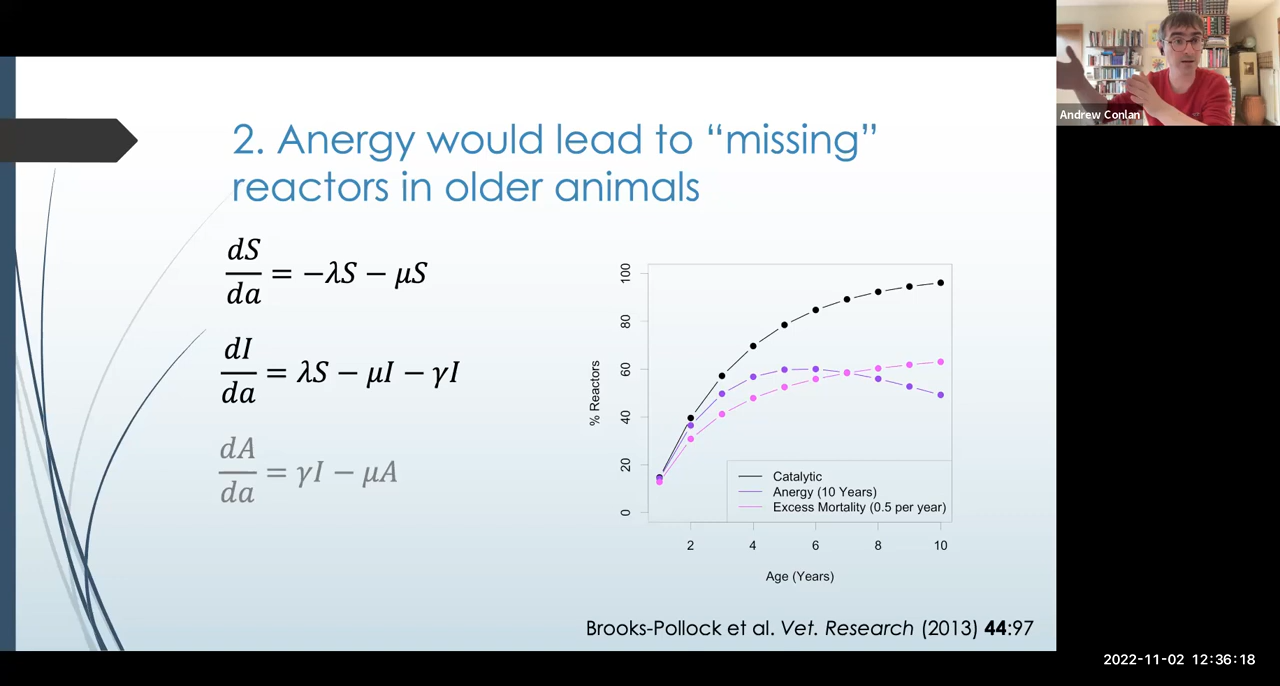 Andrew Conlan
2. Anergy would lead to “missing”
reactors in older animals
dS/da = −λS − μS
dI/da = λS − μI − γI
dA/da = γI − μA
% Reactors
100
80
60
40
20
0
Catalytic
Anergy (10 Years)
Excess Mortality (0.5 per year)
2 4 6 8 10
Age (Years)
Brooks-Pollock et al. Vet. Research (2013) 44:97
2022-11-02 12:36:18